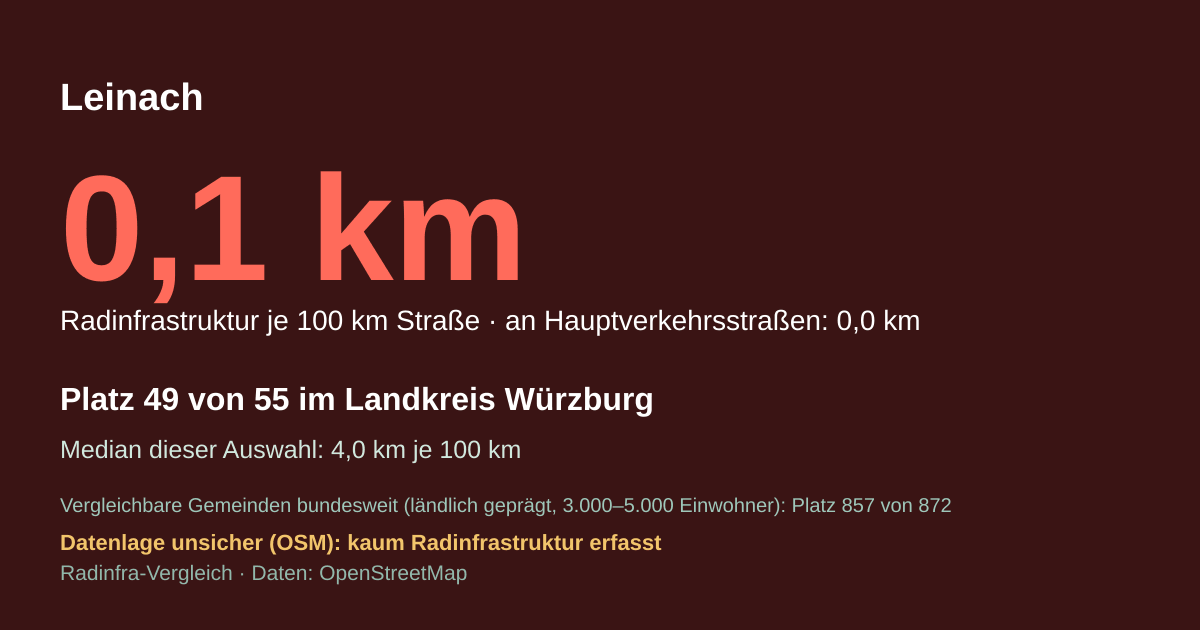 Leinach
0,1 km
Radinfrastruktur je 100 km Straße · an Hauptverkehrsstraßen: 0,0 km
Platz 49 von 55 im Landkreis Würzburg
Median dieser Auswahl: 4,0 km je 100 km
Vergleichbare Gemeinden bundesweit (ländlich geprägt, 3.000–5.000 Einwohner): Platz 857 von 872
Datenlage unsicher (OSM): kaum Radinfrastruktur erfasst
Radinfra-Vergleich · Daten: OpenStreetMap